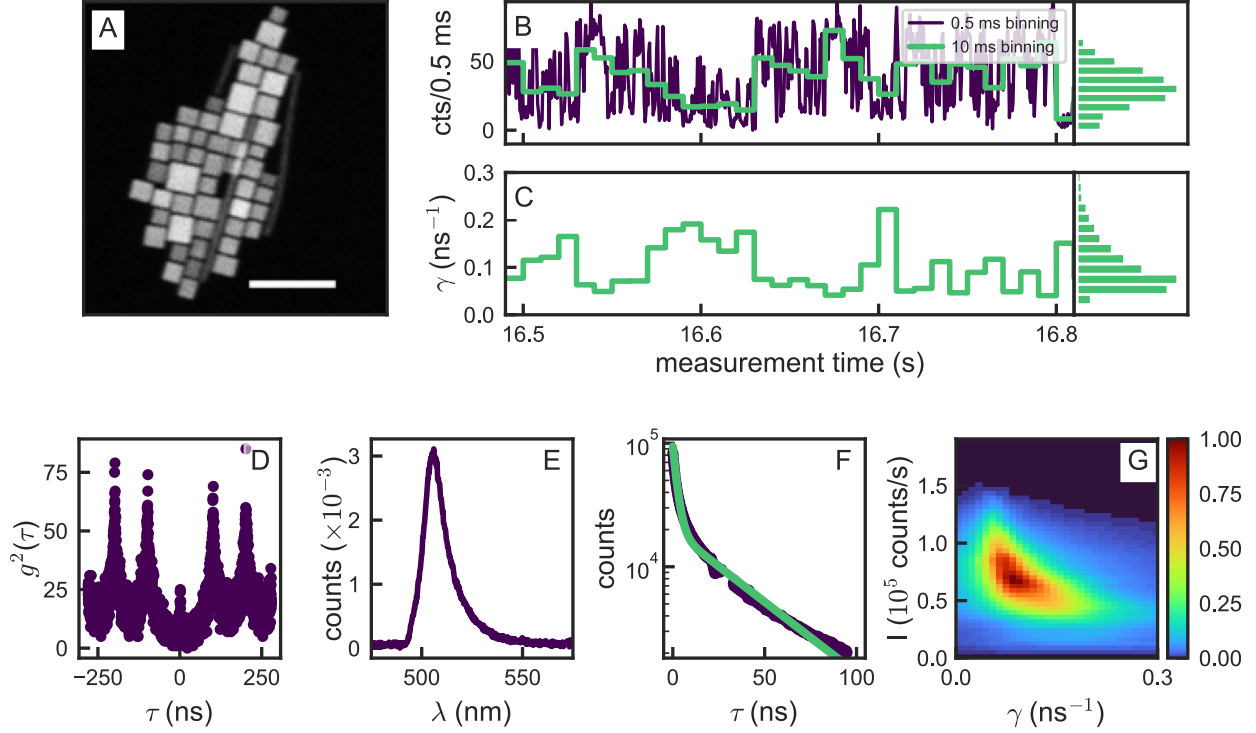 A
B
cts/0.5 ms
50
0
0.5 ms binning
10 ms binning
C
γ (ns⁻¹)
0.3
0.2
0.1
0.0
16.5 16.6 16.7 16.8
measurement time (s)
D
g²(τ)
75
50
25
0
−250 0 250
τ (ns)
E
counts (×10⁻³)
3
2
1
0
500 550
λ (nm)
F
counts
10⁵
10⁴
0 50 100
τ (ns)
G
I (10⁵ counts/s)
1.5
1.0
0.5
0.0
0.0 0.3
γ (ns⁻¹)
1.00
0.75
0.50
0.25
0.00